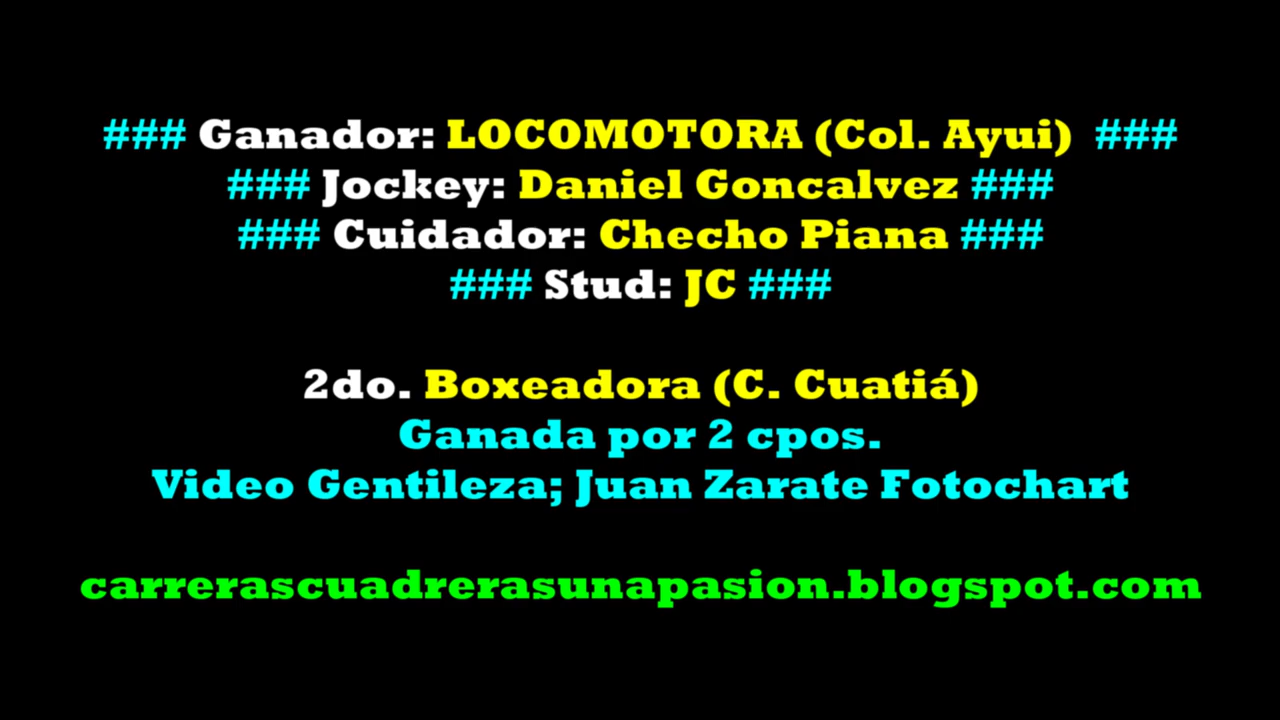 ### Ganador: LOCOMOTORA (Col. Ayui) ###
### Jockey: Daniel Goncalvez ###
### Cuidador: Checho Piana ###
### Stud: JC ###
2do. Boxeadora (C. Cuatiá)
Ganada por 2 cpos.
Video Gentileza; Juan Zarate Fotochart
carrerascuadrerasunapasion.blogspot.com